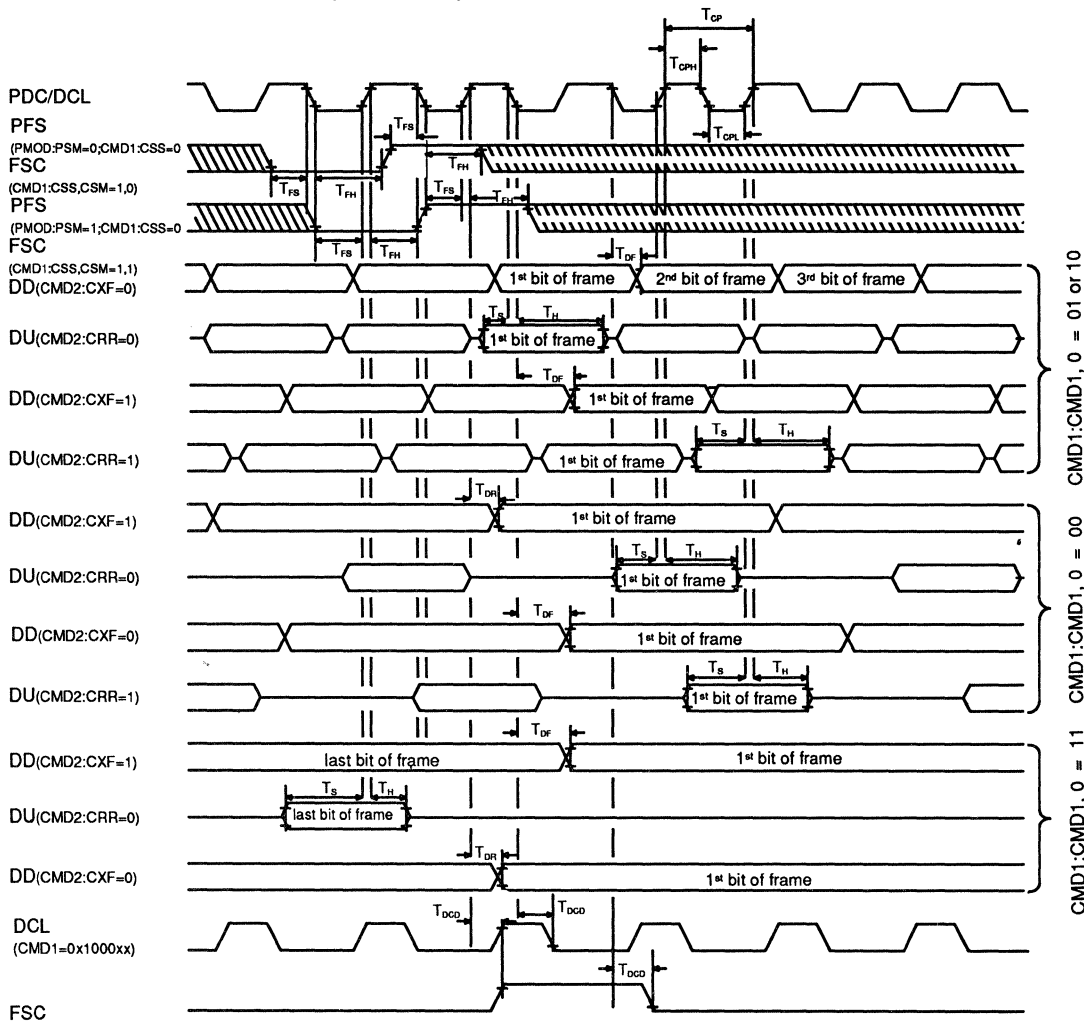 T_CP
T_CPH
PDC/DCL
T_CPL
PFS
T_FS
(PMOD:PSM=0;CMD1:CSS=0
FSC
T_FH
(CMD1:CSS,CSM=1,0)
T_FS T_FH T_FS T_FH
PFS
(PMOD:PSM=1;CMD1:CSS=0
FSC
T_FS T_FH
T_DF
(CMD1:CSS,CSM=1,1)
DD(CMD2:CXF=0) 1st bit of frame 2nd bit of frame 3rd bit of frame
T_S T_H
DU(CMD2:CRR=0) 1st bit of frame
T_DF
DD(CMD2:CXF=1) 1st bit of frame
T_S T_H
DU(CMD2:CRR=1) 1st bit of frame
CMD1:CMD1, 0 = 01 or 10
T_DR
DD(CMD2:CXF=1) 1st bit of frame
T_S T_H
DU(CMD2:CRR=0) 1st bit of frame
T_DF
DD(CMD2:CXF=0) 1st bit of frame
T_S T_H
DU(CMD2:CRR=1) 1st bit of frame
CMD1:CMD1, 0 = 00
T_DF
DD(CMD2:CXF=1) last bit of frame 1st bit of frame
T_S T_H
DU(CMD2:CRR=0) last bit of frame
T_DR
DD(CMD2:CXF=0) 1st bit of frame
CMD1:CMD1, 0 = 11
T_DCD T_DCD
DCL
(CMD1=0x1000xx)
T_DCD
FSC